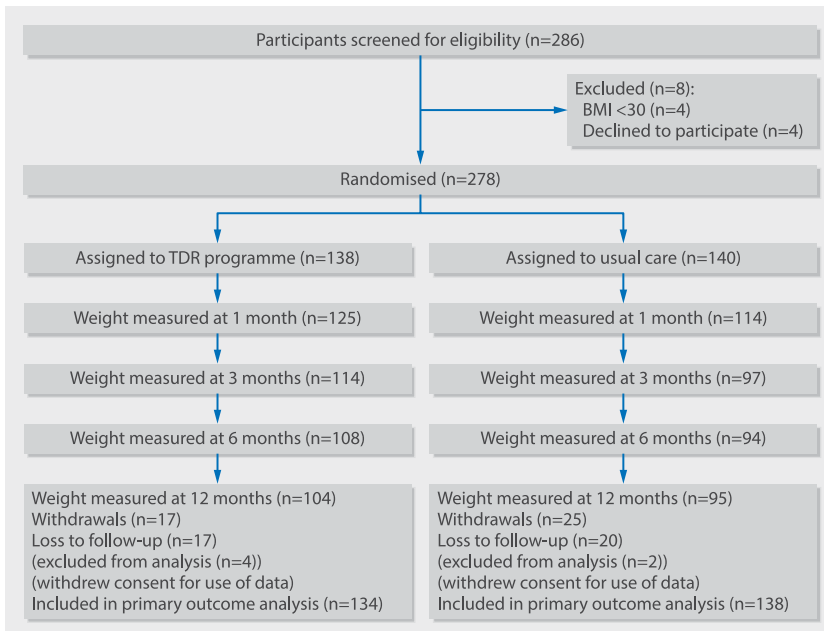 Participants screened for eligibility (n=286)
Excluded (n=8):
BMI <30 (n=4)
Declined to participate (n=4)
Randomised (n=278)
Assigned to TDR programme (n=138)
Weight measured at 1 month (n=125)
Weight measured at 3 months (n=114)
Weight measured at 6 months (n=108)
Weight measured at 12 months (n=104)
Withdrawals (n=17)
Loss to follow-up (n=17)
(excluded from analysis (n=4))
(withdrew consent for use of data)
Included in primary outcome analysis (n=134)
Assigned to usual care (n=140)
Weight measured at 1 month (n=114)
Weight measured at 3 months (n=97)
Weight measured at 6 months (n=94)
Weight measured at 12 months (n=95)
Withdrawals (n=25)
Loss to follow-up (n=20)
(excluded from analysis (n=2))
(withdrew consent for use of data)
Included in primary outcome analysis (n=138)